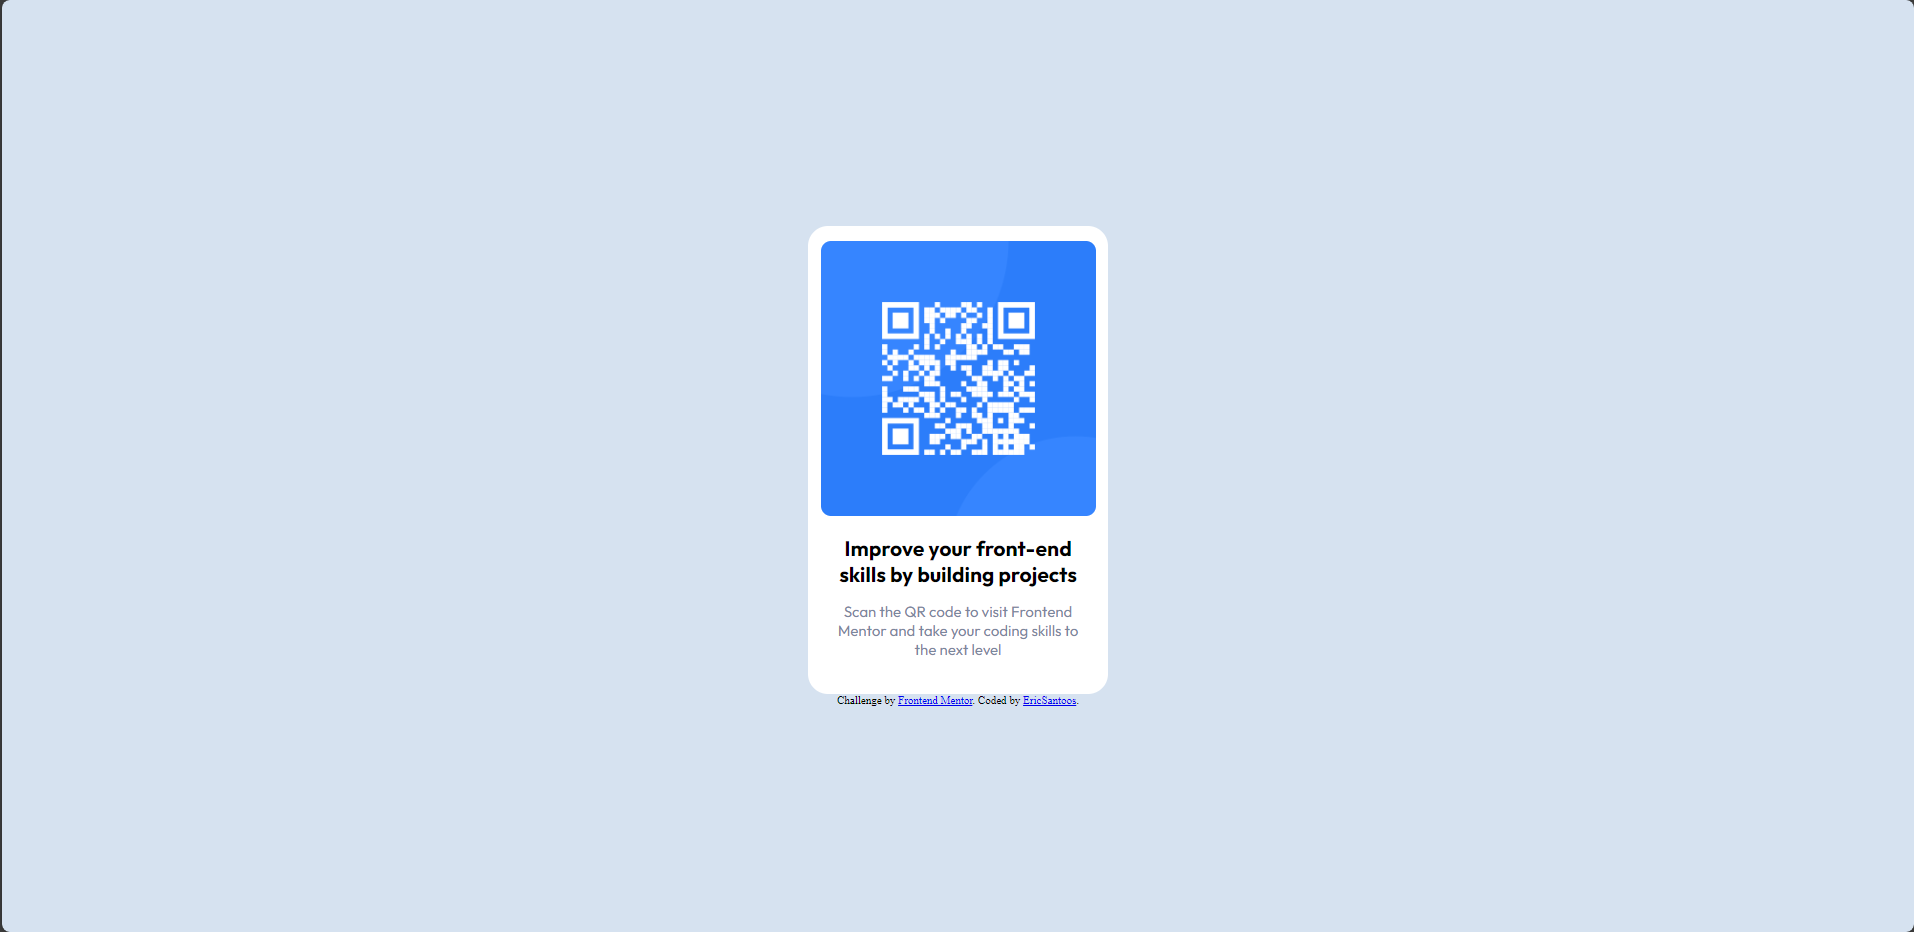 Improve your front-end
skills by building projects
Scan the QR code to visit Frontend
Mentor and take your coding skills to
the next level
Challenge by Frontend Mentor. Coded by EricSantoos.